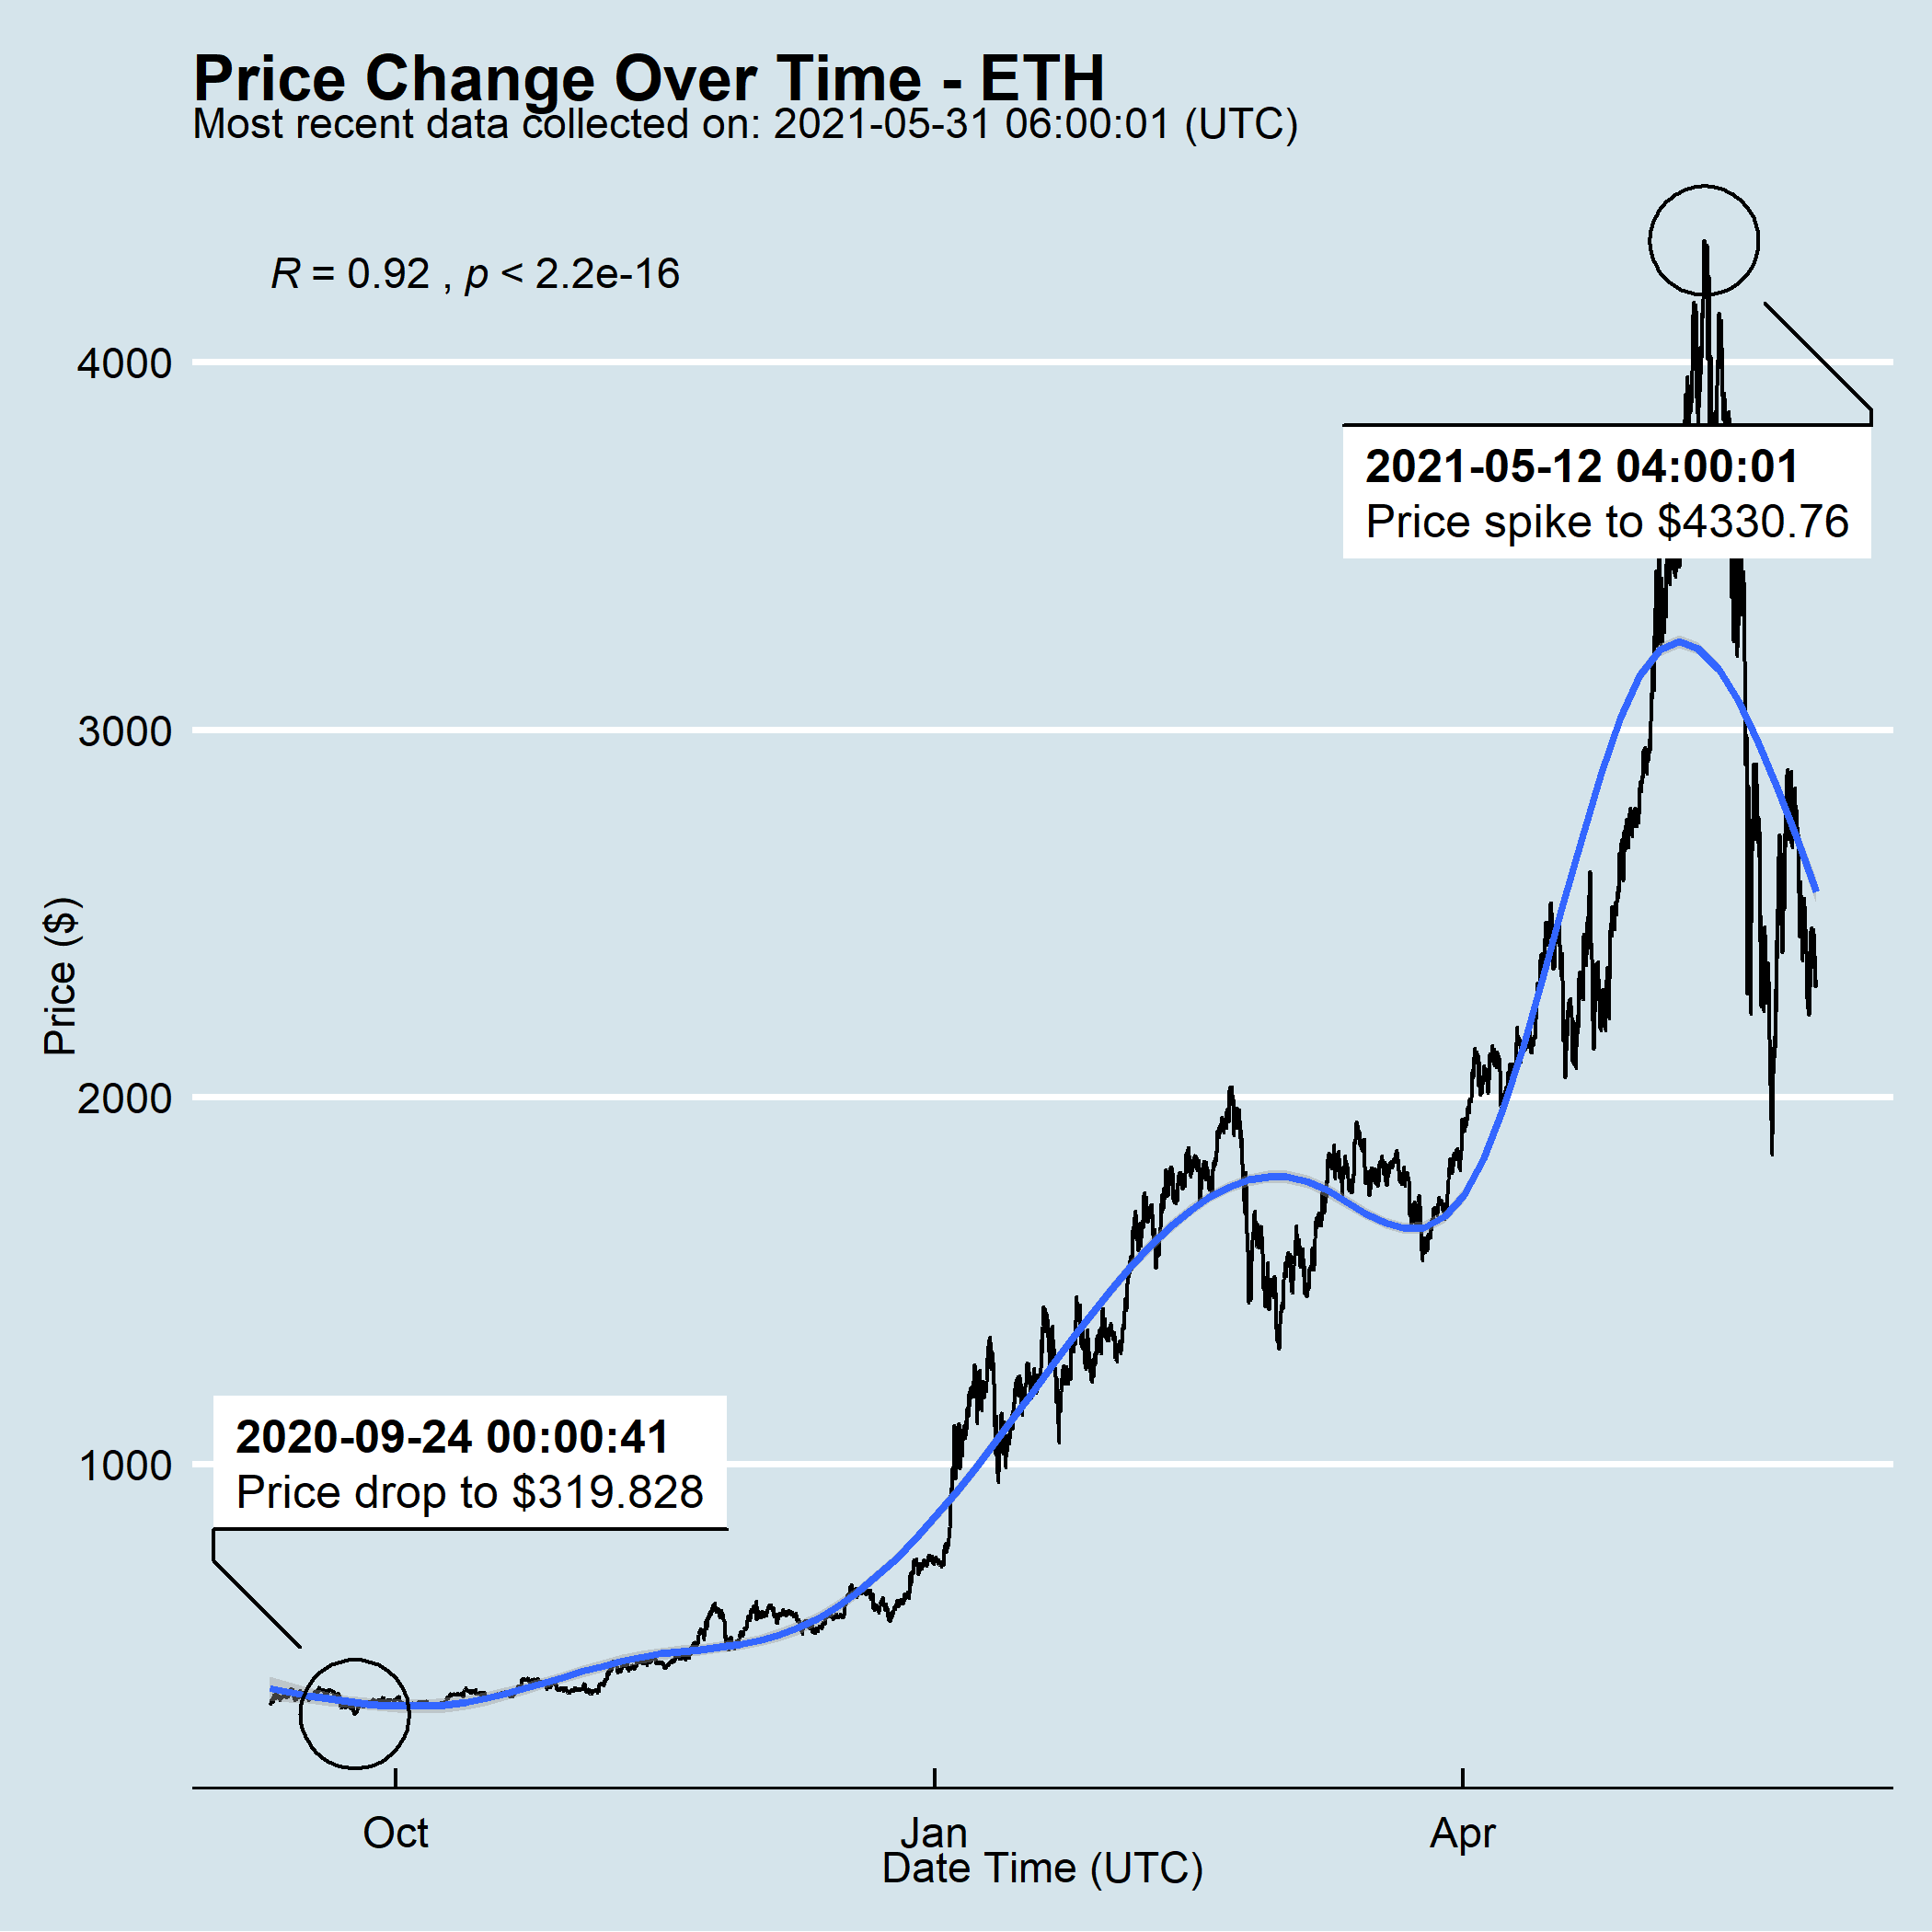 Price Change Over Time - ETH
Most recent data collected on: 2021-05-31 06:00:01 (UTC)
R = 0.92 , p < 2.2e-16
4000
2021-05-12 04:00:01
Price spike to $4330.76
3000
Price ($)
2000
1000
2020-09-24 00:00:41
Price drop to $319.828
Oct
Jan
Apr
Date Time (UTC)